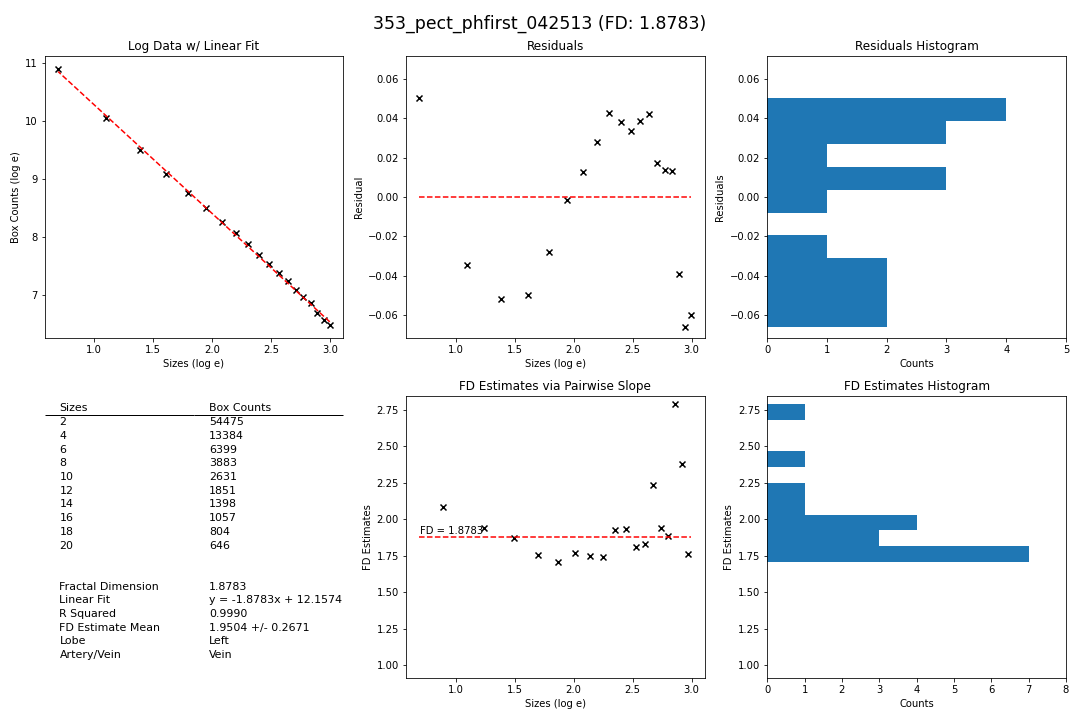 353_pect_phfirst_042513 (FD: 1.8783)
Log Data w/ Linear Fit
Box Counts (log e)
11
10
9
8
7
1.0 1.5 2.0 2.5 3.0
Sizes (log e)
Residuals
Residual
0.06
0.04
0.02
0.00
−0.02
−0.04
−0.06
1.0 1.5 2.0 2.5 3.0
Sizes (log e)
Residuals Histogram
Residuals
0.06
0.04
0.02
0.00
−0.02
−0.04
−0.06
0 1 2 3 4 5
Counts
Sizes Box Counts
2 54475
4 13384
6 6399
8 3883
10 2631
12 1851
14 1398
16 1057
18 804
20 646
Fractal Dimension 1.8783
Linear Fit y = -1.8783x + 12.1574
R Squared 0.9990
FD Estimate Mean 1.9504 +/- 0.2671
Lobe Left
Artery/Vein Vein
FD Estimates via Pairwise Slope
FD Estimates
2.75
2.50
2.25
2.00
1.75
1.50
1.25
1.00
FD = 1.8783
1.0 1.5 2.0 2.5 3.0
Sizes (log e)
FD Estimates Histogram
FD Estimates
2.75
2.50
2.25
2.00
1.75
1.50
1.25
1.00
0 1 2 3 4 5 6 7 8
Counts